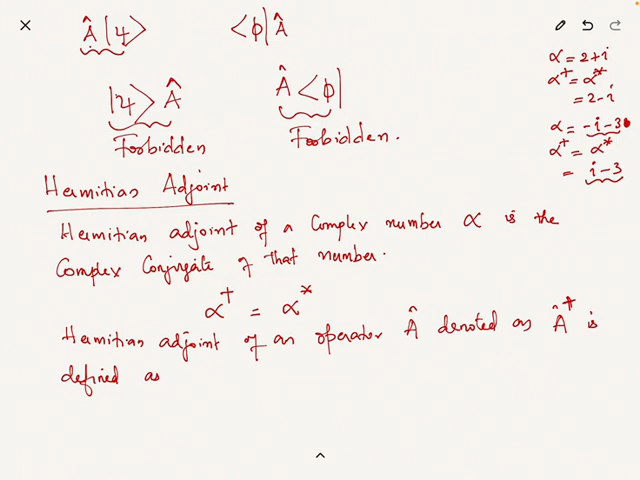 Â|ψ> <ϕ|Â
|ψ>Â Â<ϕ|
Forbidden Forbidden.
α = 2+i
α† = α*
= 2-i
α = -i-3
α† = α*
= i-3
Hermitian Adjoint
Hermitian adjoint of a Complex number α is the
Complex Conjugate of that number.
α† = α*
Hermitian adjoint of an operator Â denoted as Â† is
defined as